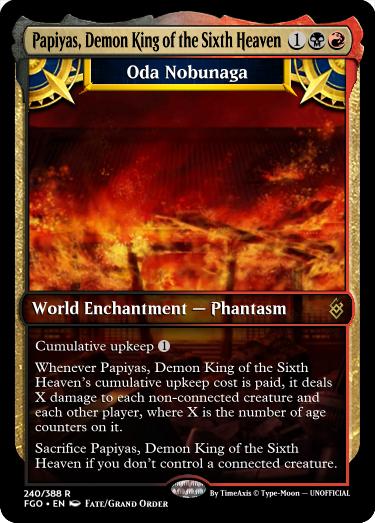 Papiyas, Demon King of the Sixth Heaven 1
Oda Nobunaga
World Enchantment — Phantasm
Cumulative upkeep 1
Whenever Papiyas, Demon King of the Sixth
Heaven's cumulative upkeep cost is paid, it deals
X damage to each non-connected creature and
each other player, where X is the number of age
counters on it.
Sacrifice Papiyas, Demon King of the Sixth
Heaven if you don't control a connected creature.
240/388 R
By TimeAxis © Type-Moon — UNOFFICIAL
FGO • EN Fate/Grand Order